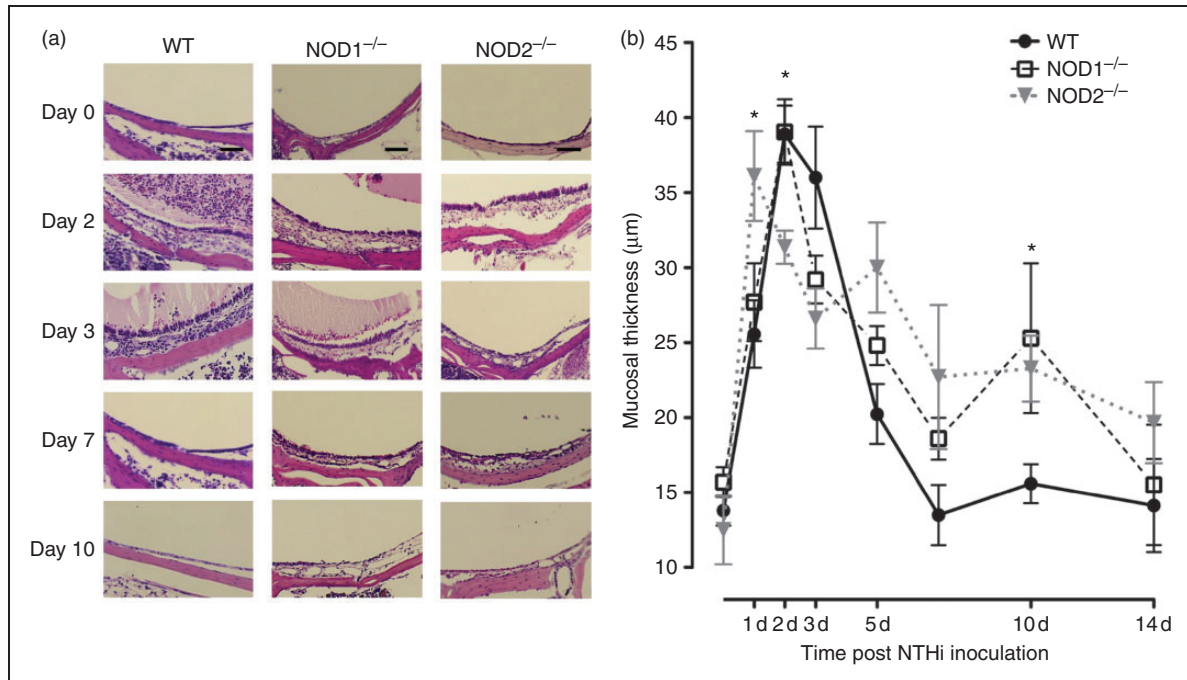 (a)
WT
NOD1−/−
NOD2−/−
Day 0
Day 2
Day 3
Day 7
Day 10
(b)
45
40
35
30
25
20
15
10
Mucosal thickness (μm)
WT
NOD1−/−
NOD2−/−
*
*
*
1 d
2 d
3 d
5 d
10 d
14 d
Time post NTHi inoculation